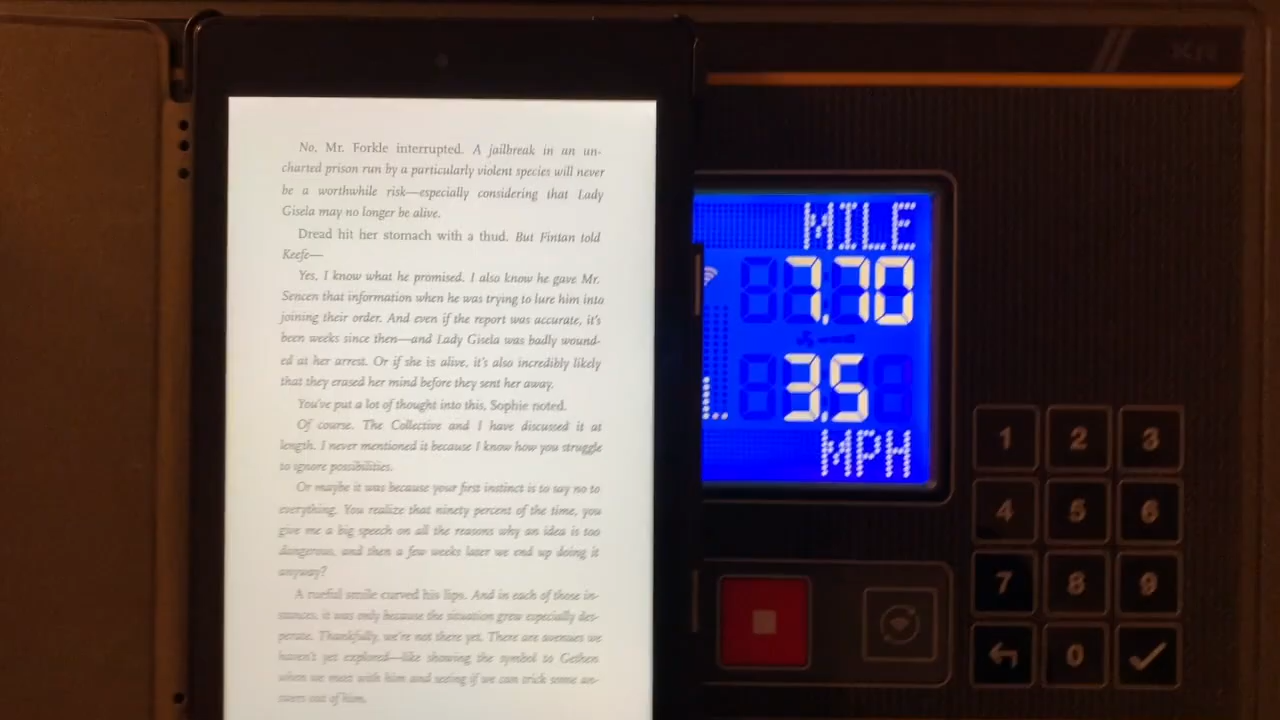 No, Mr. Forkle interrupted. A jailbreak in an un-
charted prison run by a particularly violent species will never
be a worthwhile risk—especially considering that Lady
Gisela may no longer be alive.
Dread hit her stomach with a thud. But Fintan told
Keefe—
Yes, I know what he promised. I also know he gave Mr.
Sencen that information when he was trying to lure him into
joining their order. And even if the report was accurate, it's
been weeks since then—and Lady Gisela was badly wound-
ed at her arrest. Or if she is alive, it's also incredibly likely
that they erased her mind before they sent her away.
You've put a lot of thought into this, Sophie noted.
Of course. The Collective and I have discussed it at
length. I never mentioned it because I know how you struggle
to ignore possibilities.
Or maybe it was because your first instinct is to say no to
everything. You realize that ninety percent of the time, you
give me a big speech on all the reasons why an idea is too
dangerous, and then a few weeks later we end up doing it
anyway?
A rueful smile curved his lips. And in each of those in-
stances, it was only because the situation grew especially des-
perate. Thankfully, we're not there yet. There are avenues we
haven't yet explored—like showing the symbol to Gethen
when we meet with him and seeing if we can trick some an-
swers out of him.
MILE
7.70
3.5
MPH
1 2 3
4 5 6
7 8 9
0